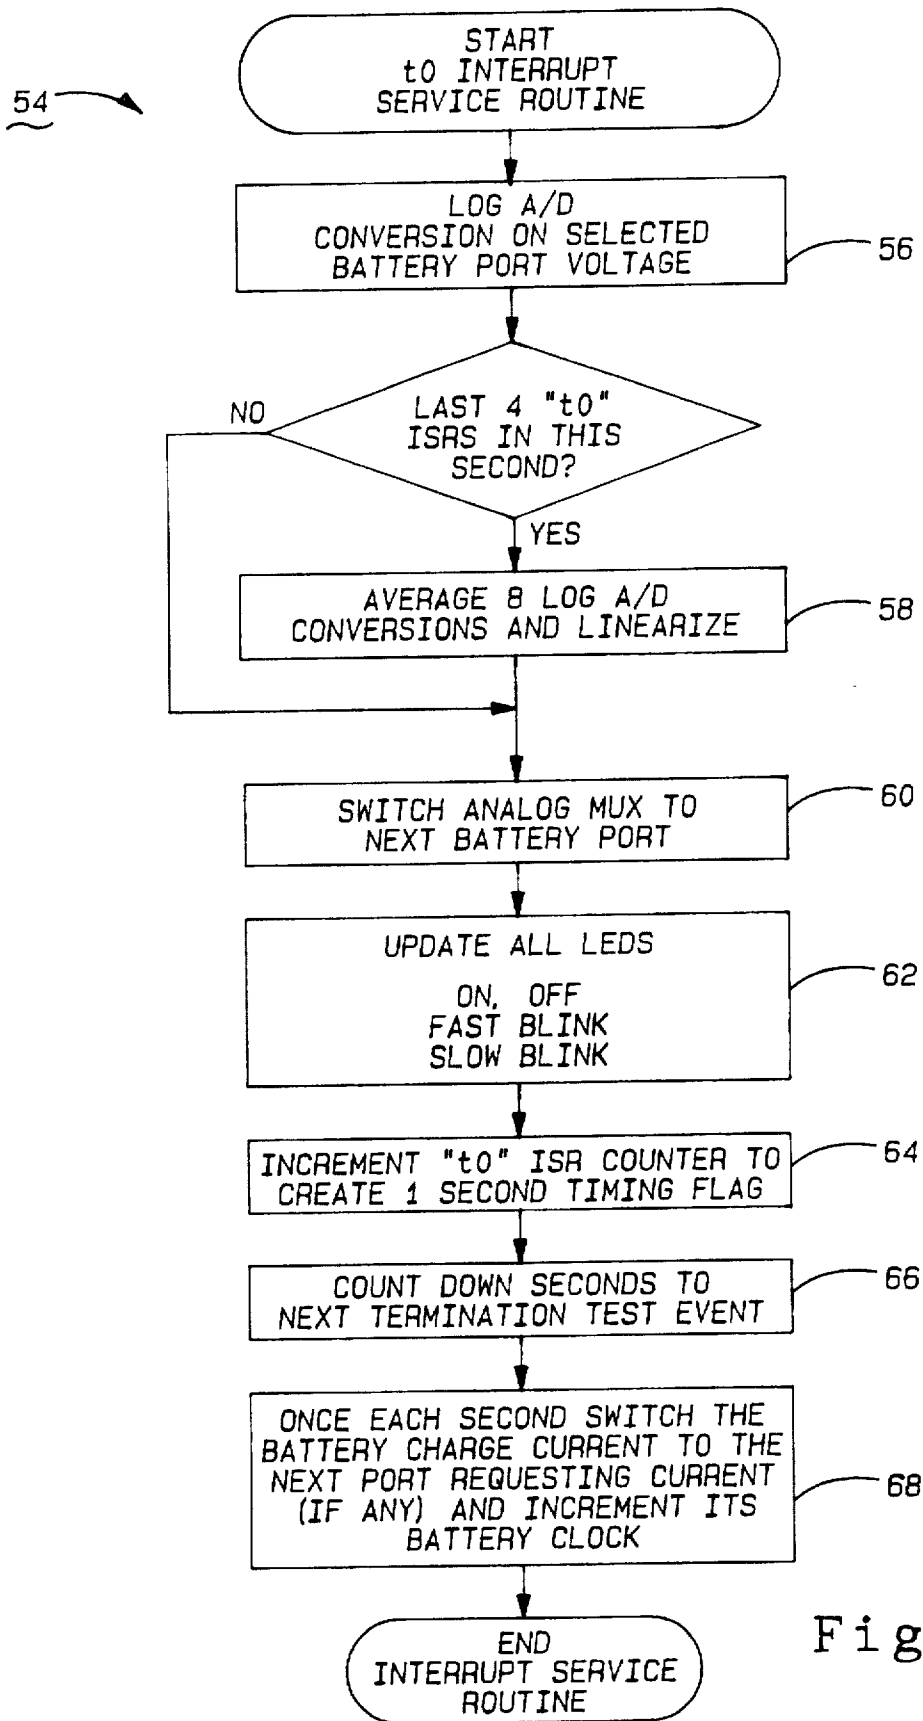 START
t0 INTERRUPT
SERVICE ROUTINE
54
LOG A/D
CONVERSION ON SELECTED
BATTERY PORT VOLTAGE
56
NO
LAST 4 "t0"
ISRS IN THIS
SECOND?
YES
AVERAGE 8 LOG A/D
CONVERSIONS AND LINEARIZE
58
SWITCH ANALOG MUX TO
NEXT BATTERY PORT
60
UPDATE ALL LEDS
ON, OFF
FAST BLINK
SLOW BLINK
62
INCREMENT "t0" ISR COUNTER TO
CREATE 1 SECOND TIMING FLAG
64
COUNT DOWN SECONDS TO
NEXT TERMINATION TEST EVENT
66
ONCE EACH SECOND SWITCH THE
BATTERY CHARGE CURRENT TO THE
NEXT PORT REQUESTING CURRENT
(IF ANY) AND INCREMENT ITS
BATTERY CLOCK
68
END
INTERRUPT SERVICE
ROUTINE
Fig